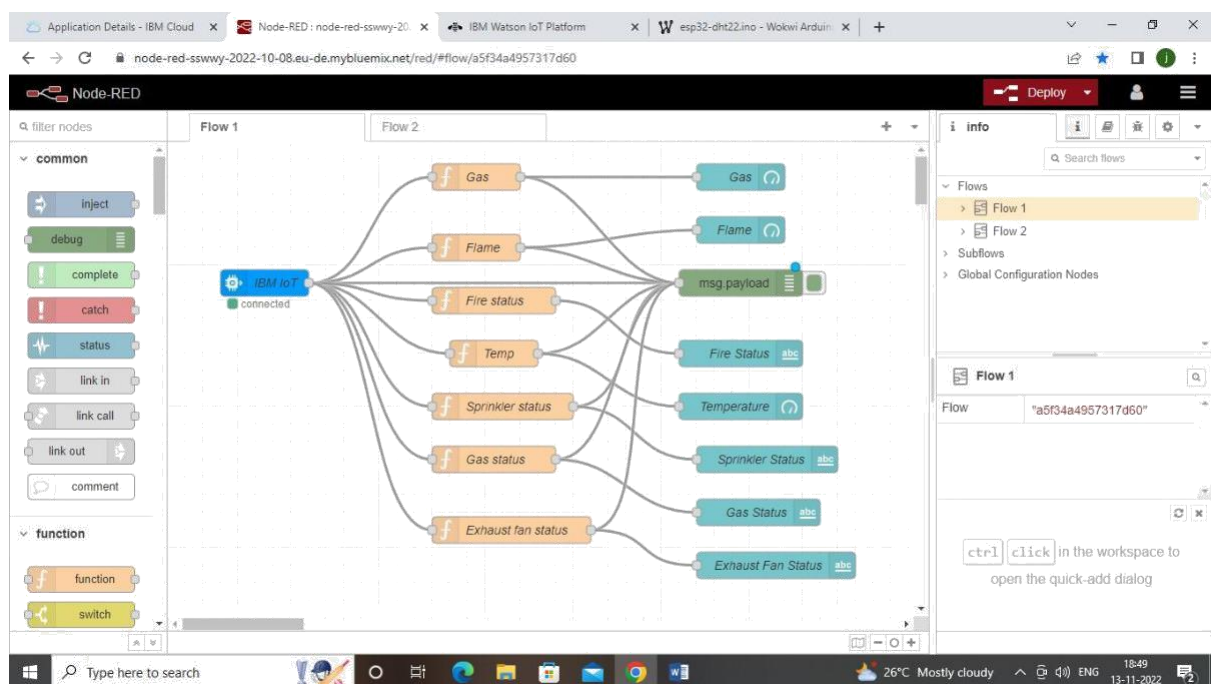 Application Details - IBM Cloud
Node-RED : node-red-sswwy-20
IBM Watson IoT Platform
esp32-dht22.ino - Wokwi Arduin
node-red-sswwy-2022-10-08.eu-de.mybluemix.net/red/#flow/a5f34a4957317d60
j
Node-RED
Deploy
filter nodes
Flow 1
Flow 2
i info
i
Search flows
common
inject
debug
complete
catch
status
link in
link call
link out
comment
function
function
switch
IBM IoT
connected
Gas
Flame
Fire status
Temp
Sprinkler status
Gas status
Exhaust fan status
Gas
Flame
msg.payload
Fire Status abc
Temperature
Sprinkler Status abc
Gas Status abc
Exhaust Fan Status abc
Flows
Flow 1
Flow 2
Subflows
Global Configuration Nodes
Flow 1
Flow "a5f34a4957317d60"
ctrl click in the workspace to
open the quick-add dialog
Type here to search
26°C Mostly cloudy
ENG
18:49
13-11-2022
2